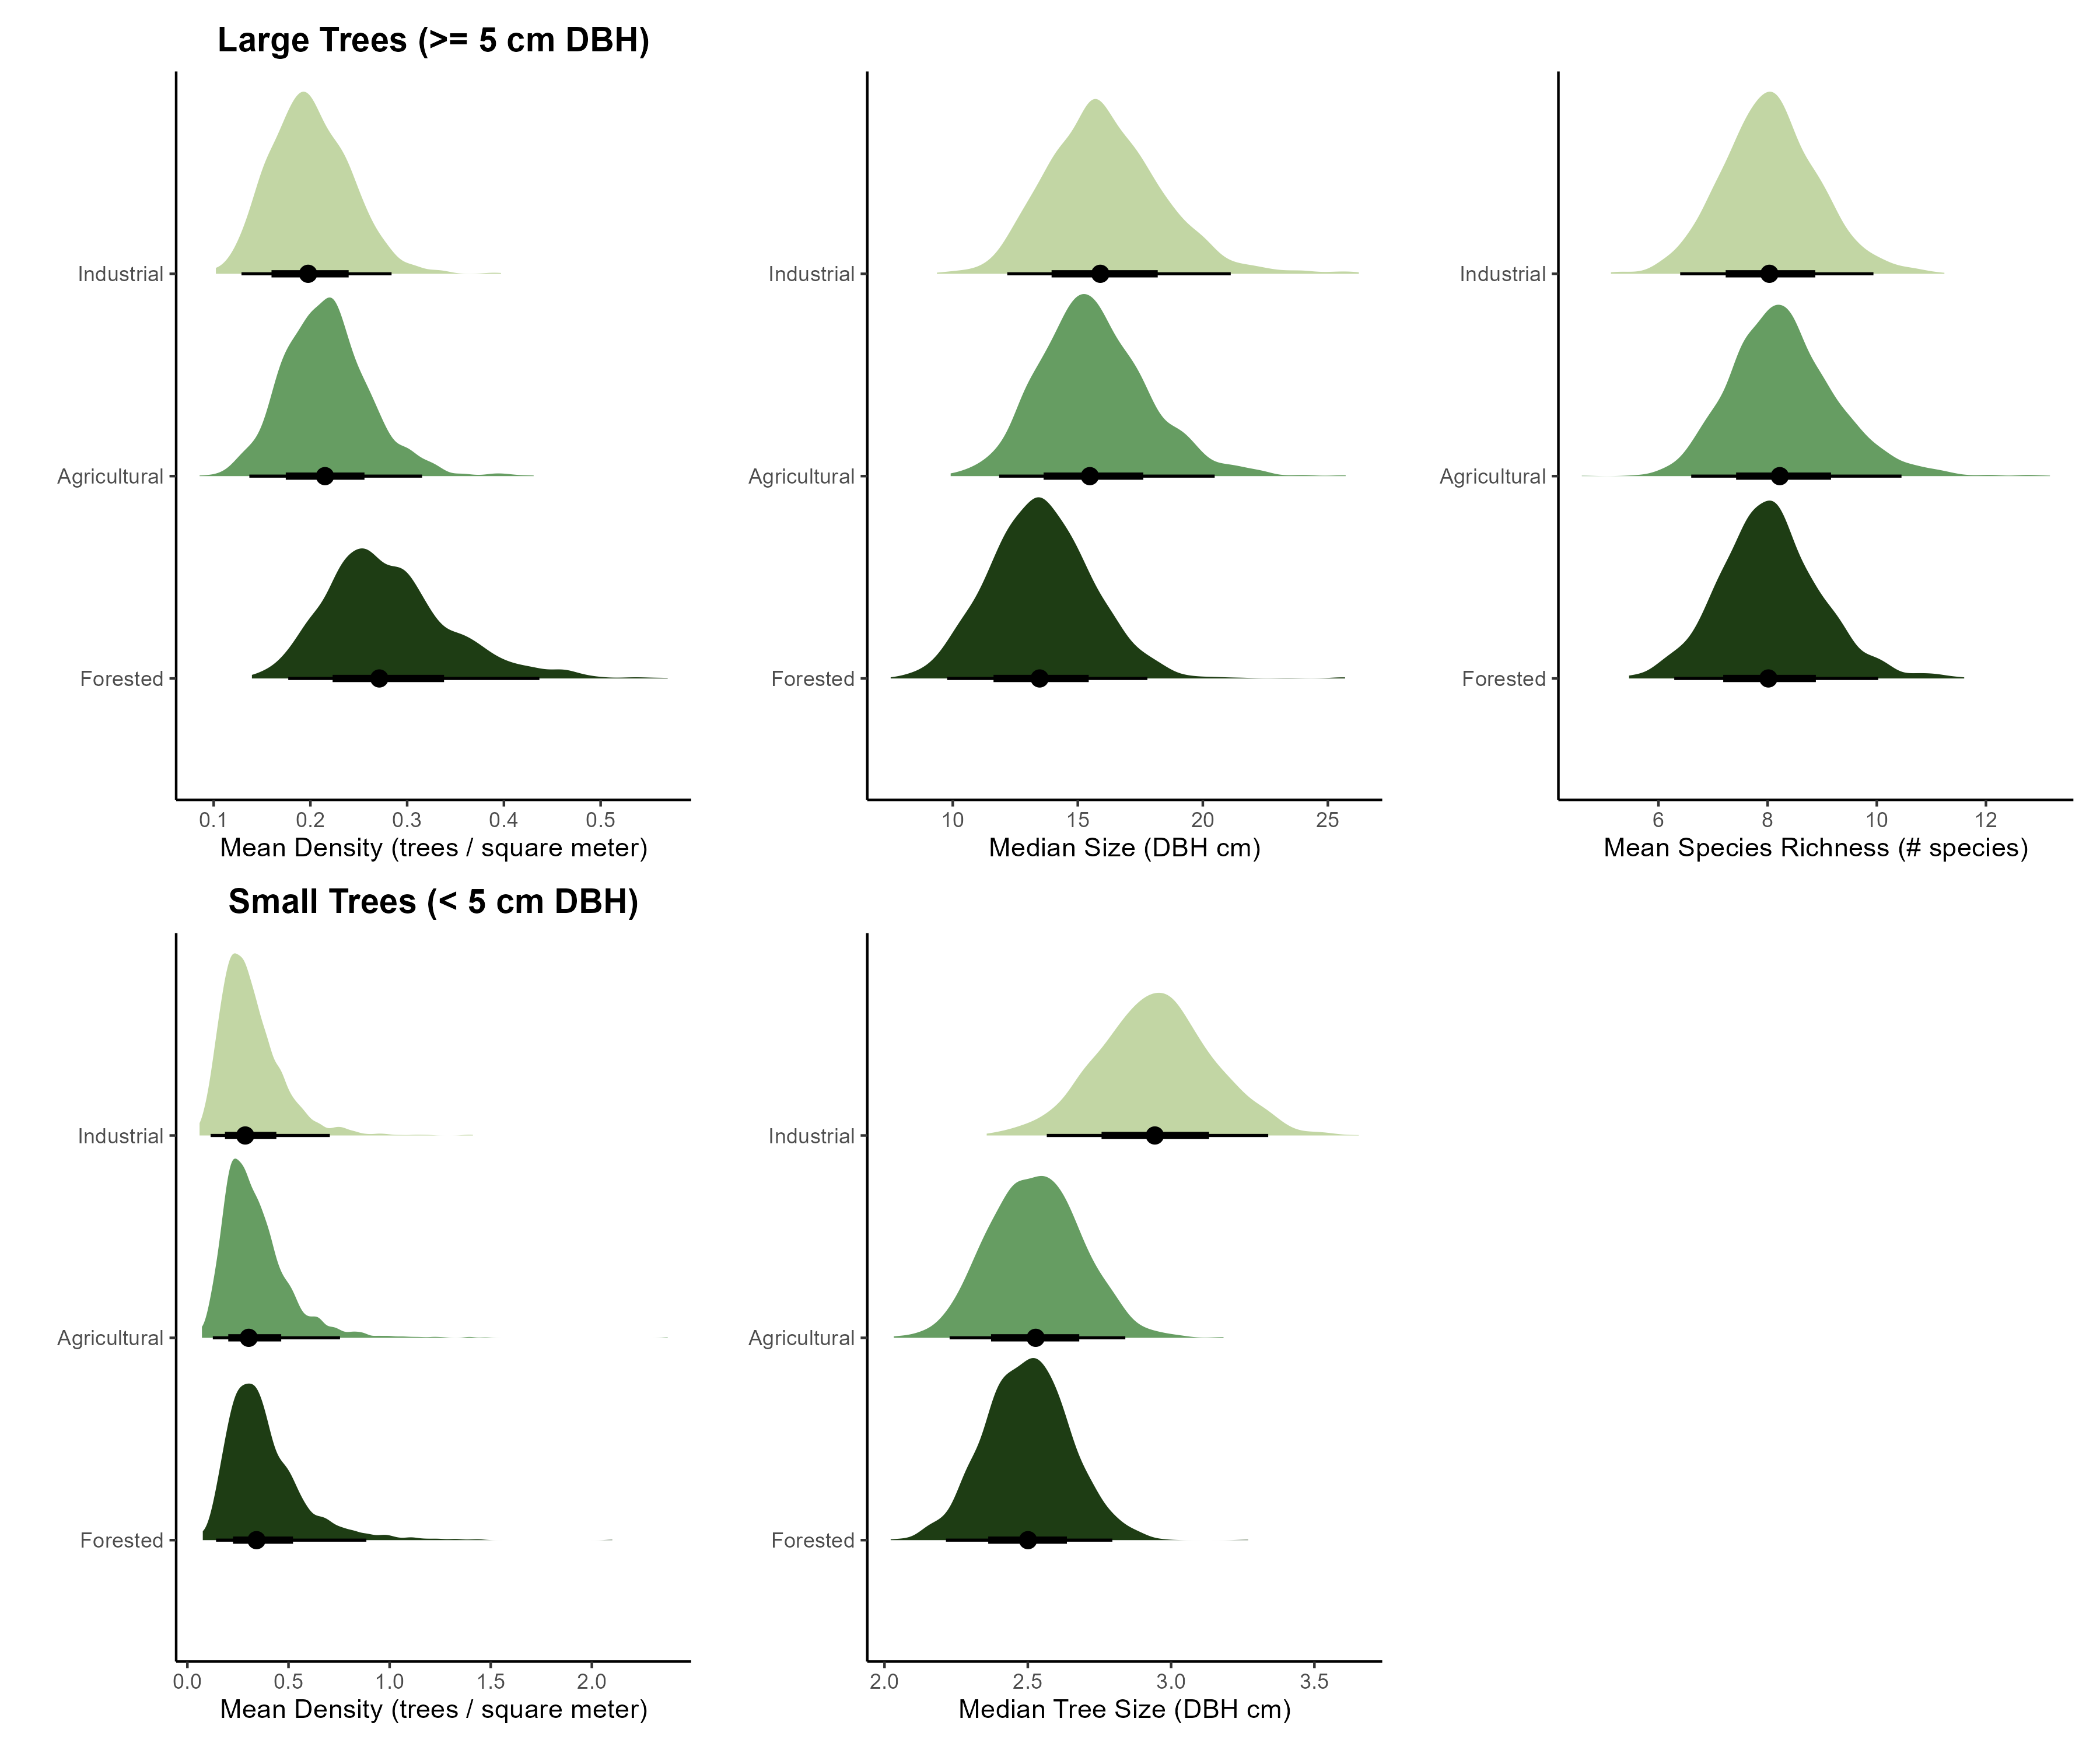 Large Trees (>= 5 cm DBH)
Industrial
Agricultural
Forested
0.1 0.2 0.3 0.4 0.5
Mean Density (trees / square meter)
Industrial
Agricultural
Forested
10 15 20 25
Median Size (DBH cm)
Industrial
Agricultural
Forested
6 8 10 12
Mean Species Richness (# species)
Small Trees (< 5 cm DBH)
Industrial
Agricultural
Forested
0.0 0.5 1.0 1.5 2.0
Mean Density (trees / square meter)
Industrial
Agricultural
Forested
2.0 2.5 3.0 3.5
Median Tree Size (DBH cm)